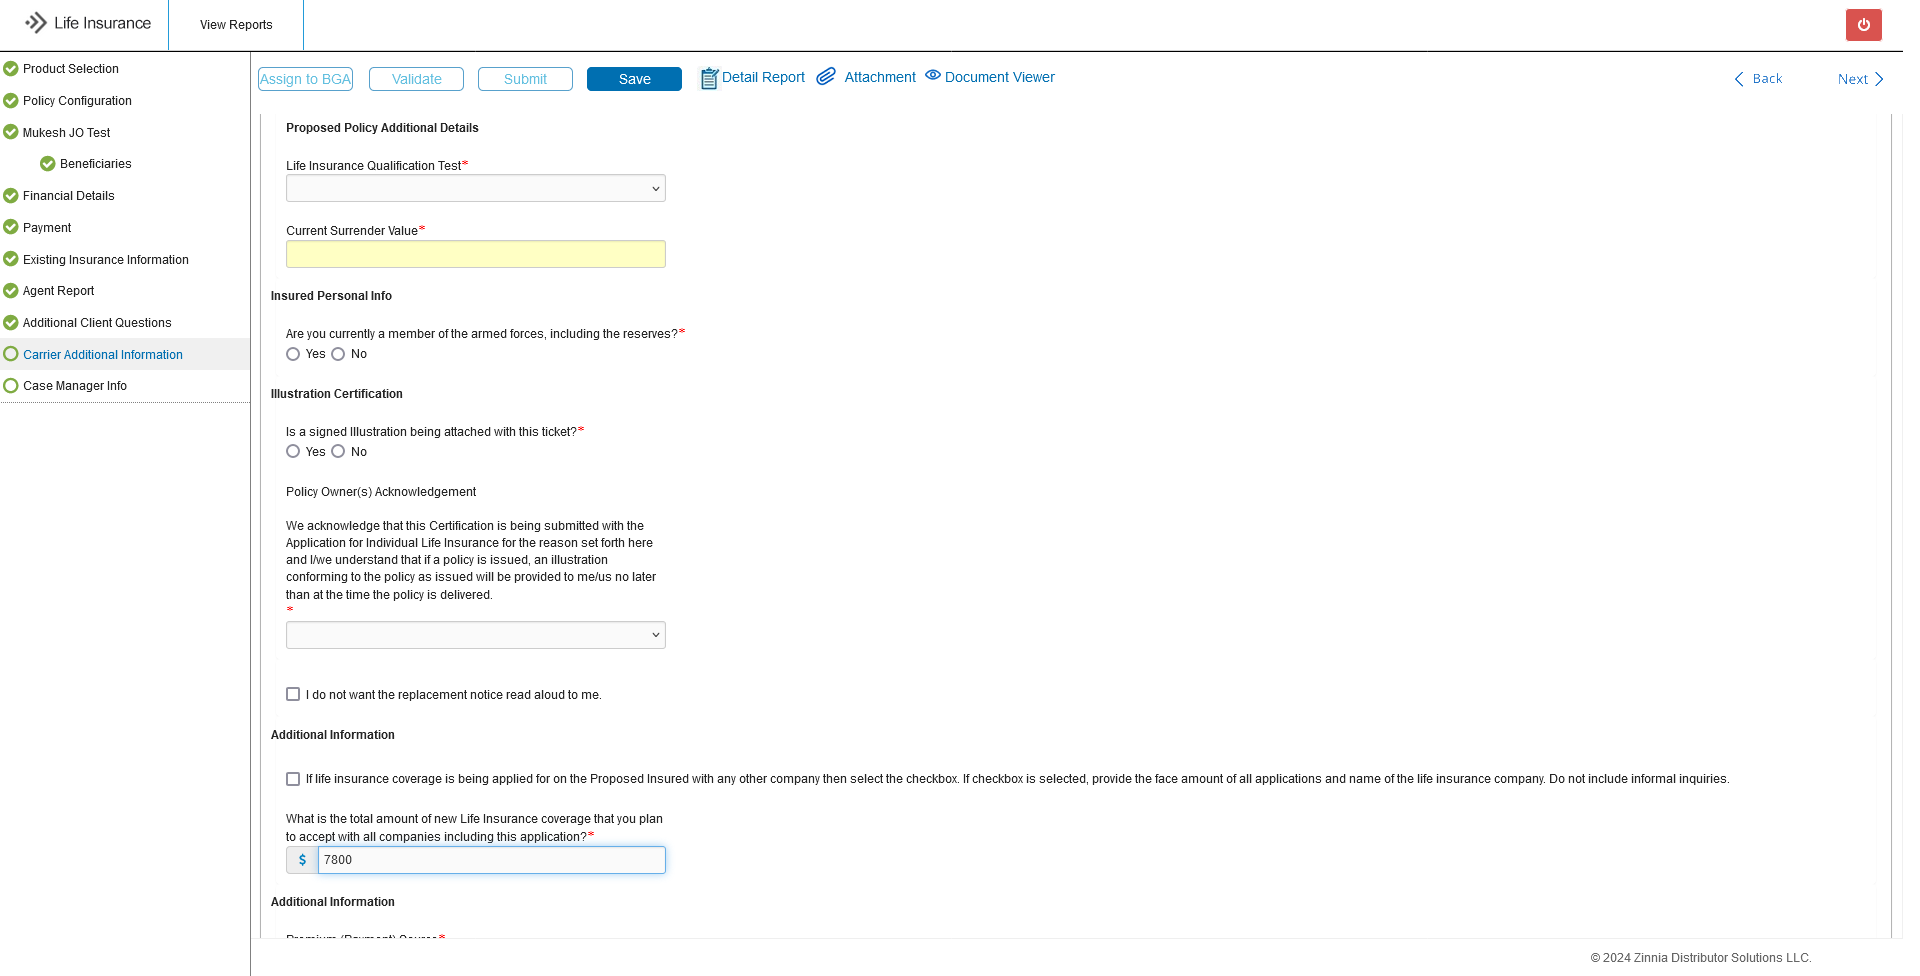 Life Insurance
View Reports
Product Selection
Policy Configuration
Mukesh JO Test
Beneficiaries
Financial Details
Payment
Existing Insurance Information
Agent Report
Additional Client Questions
Carrier Additional Information
Case Manager Info
Assign to BGA
Validate
Submit
Save
Detail Report
Attachment
Document Viewer
Back
Next
Proposed Policy Additional Details
Life Insurance Qualification Test*
Current Surrender Value*
Insured Personal Info
Are you currently a member of the armed forces, including the reserves?*
Yes No
Illustration Certification
Is a signed Illustration being attached with this ticket?*
Yes No
Policy Owner(s) Acknowledgement
We acknowledge that this Certification is being submitted with the
Application for Individual Life Insurance for the reason set forth here
and I/we understand that if a policy is issued, an illustration
conforming to the policy as issued will be provided to me/us no later
than at the time the policy is delivered.
*
I do not want the replacement notice read aloud to me.
Additional Information
If life insurance coverage is being applied for on the Proposed Insured with any other company then select the checkbox. If checkbox is selected, provide the face amount of all applications and name of the life insurance company. Do not include informal inquiries.
What is the total amount of new Life Insurance coverage that you plan
to accept with all companies including this application?*
$ 7800
Additional Information
Premium (Payment) Source*
© 2024 Zinnia Distributor Solutions LLC.